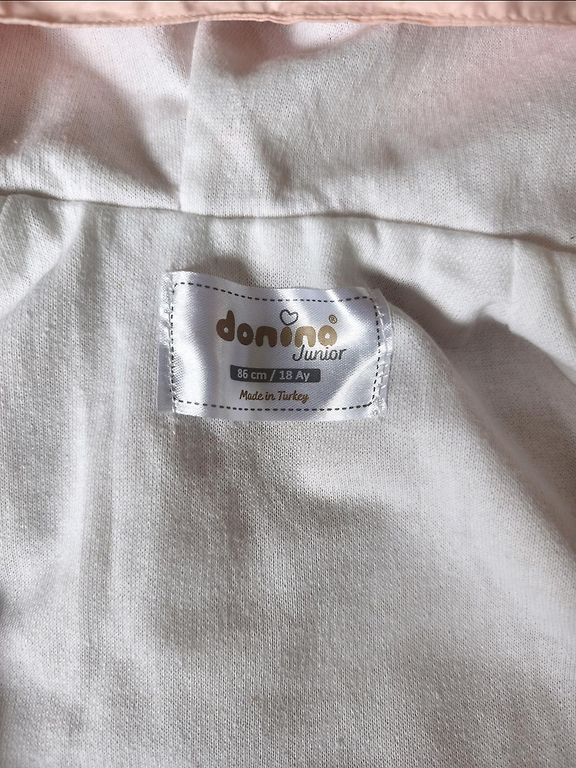 donino®
Junior
86 cm / 18 Ay
Made in Turkey